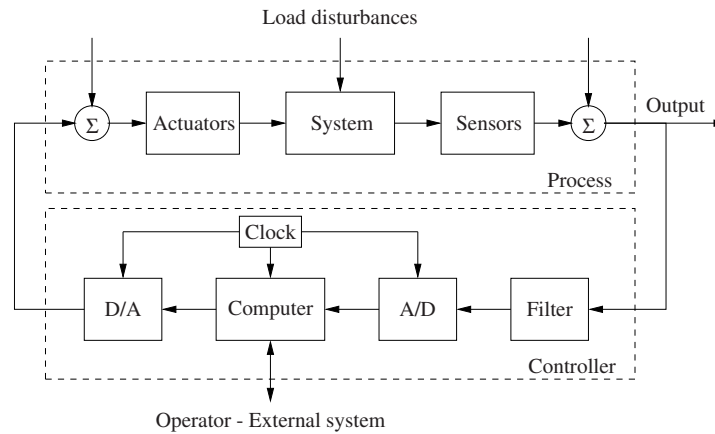 Load disturbances
Output
Σ
Actuators
System
Sensors
Σ
Process
Clock
D/A
Computer
A/D
Filter
Controller
Operator - External system